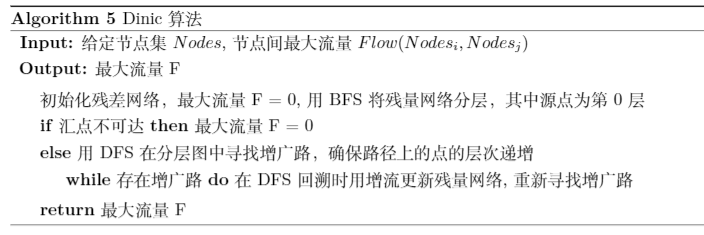 Algorithm 5 Dinic 算法
Input: 给定节点集 Nodes, 节点间最大流量 Flow(Nodes_i, Nodes_j)
Output: 最大流量 F
初始化残差网络，最大流量 F = 0, 用 BFS 将残量网络分层，其中源点为第 0 层
if 汇点不可达 then 最大流量 F = 0
else 用 DFS 在分层图中寻找增广路，确保路径上的点的层次递增
while 存在增广路 do 在 DFS 回溯时用增流更新残量网络, 重新寻找增广路
return 最大流量 F